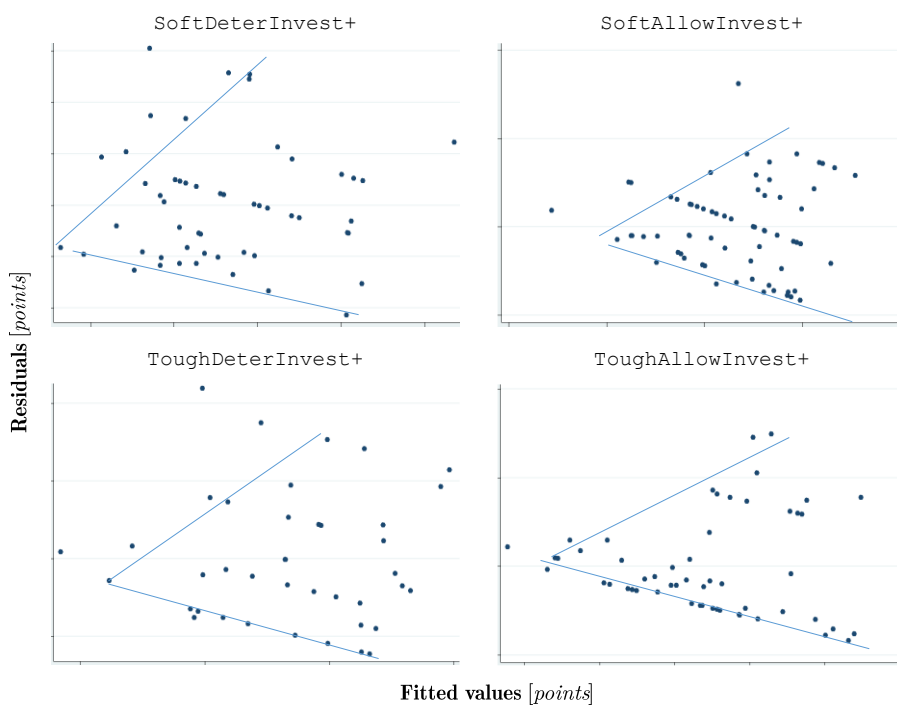 SoftDeterInvest+
SoftAllowInvest+
Residuals [points]
ToughDeterInvest+
ToughAllowInvest+
Fitted values [points]